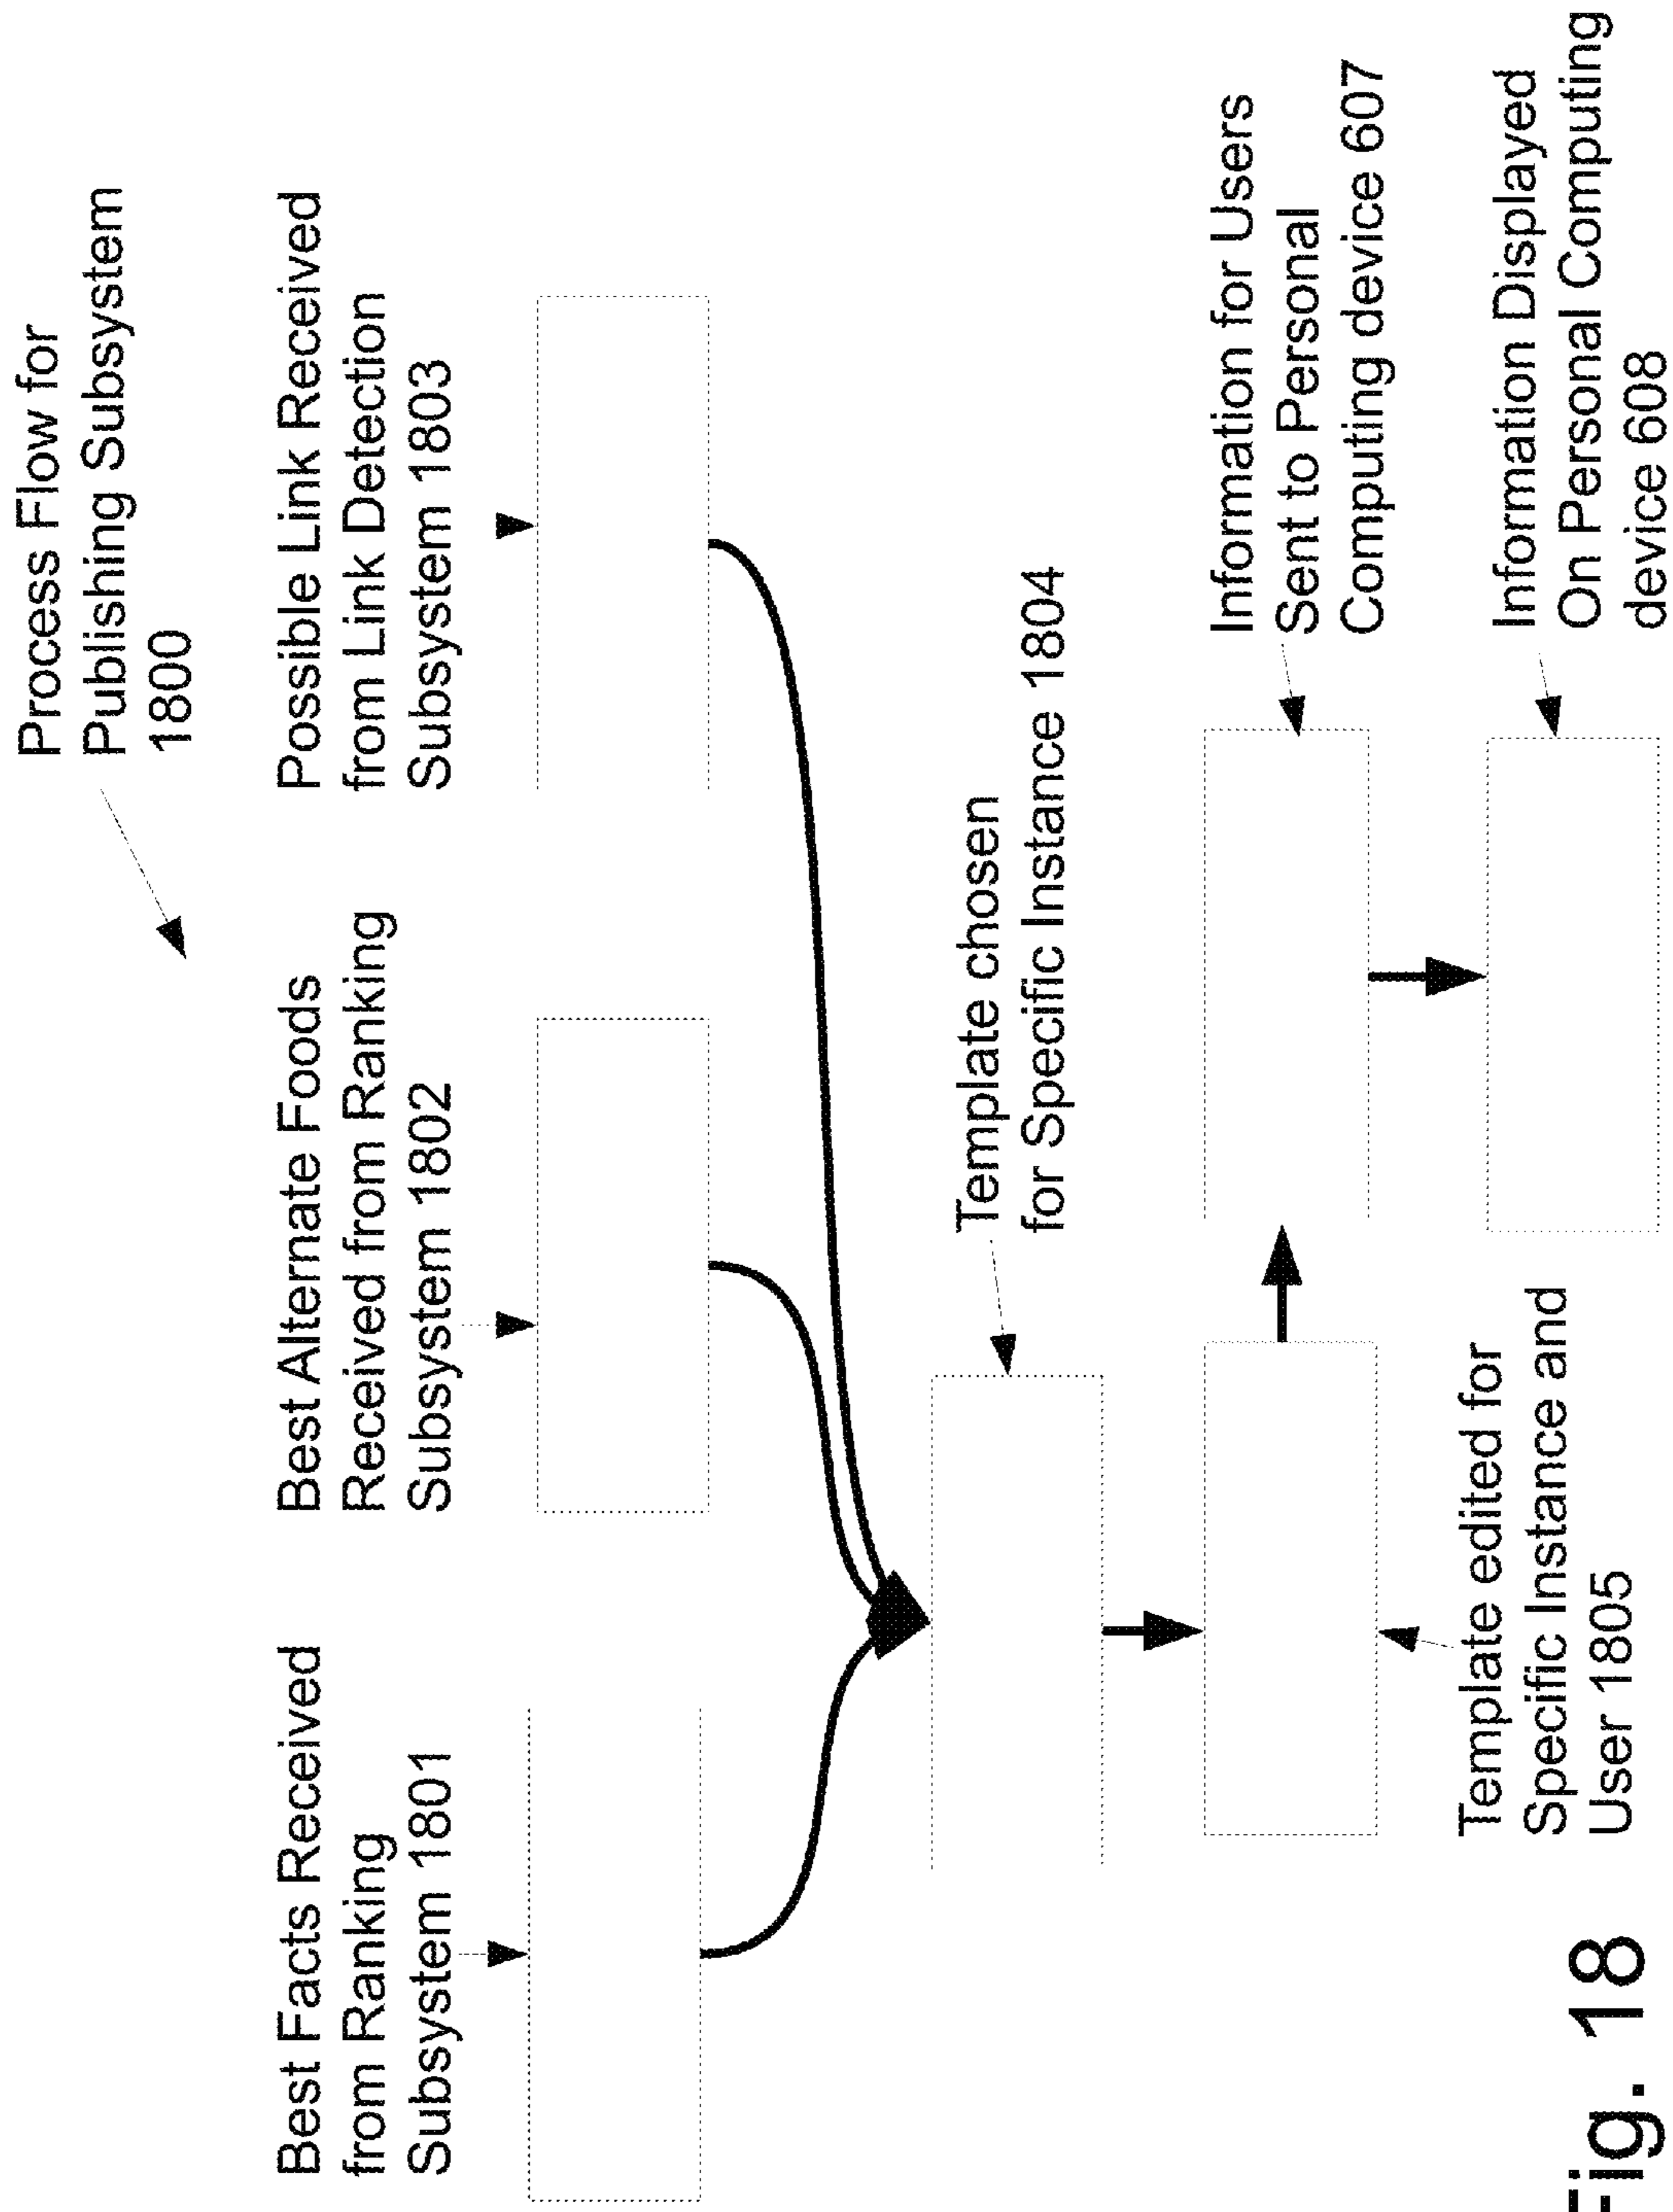 Process Flow for
Publishing Subsystem
1800
Best Facts Received
from Ranking
Subsystem 1801
Best Alternate Foods
Received from Ranking
Subsystem 1802
Possible Link Received
from Link Detection
Subsystem 1803
Template chosen
for Specific Instance 1804
Template edited for
Specific Instance and
User 1805
Information for Users
Sent to Personal
Computing device 607
Information Displayed
On Personal Computing
device 608
Fig. 18